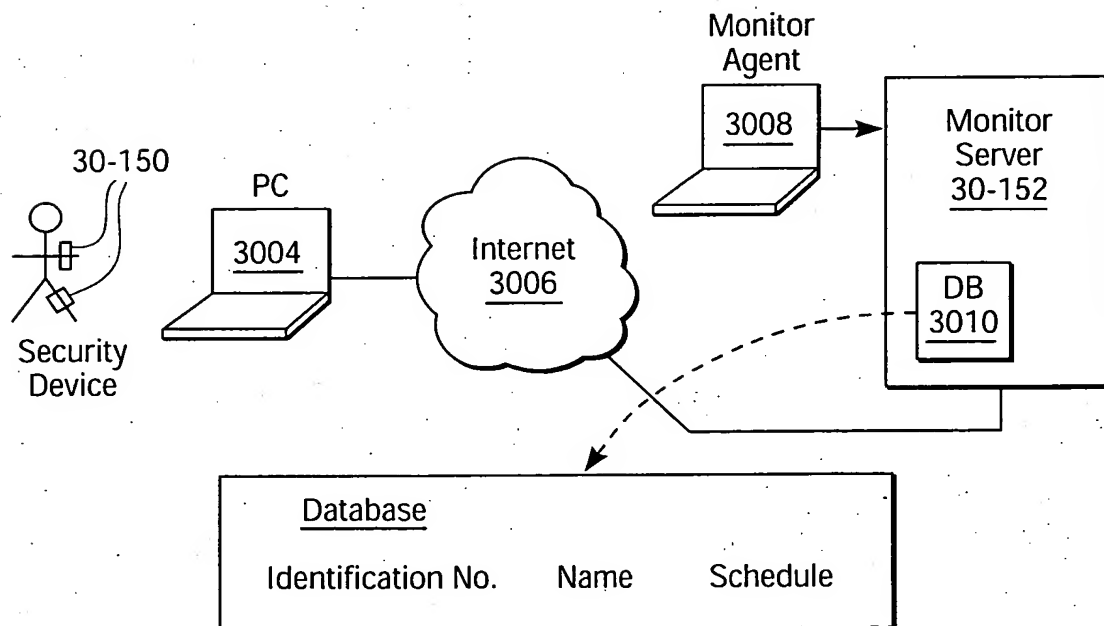 Monitor
Agent
3008
Monitor
Server
30-152
30-150
PC
3004
Internet
3006
DB
3010
Security
Device
Database
Identification No. Name Schedule